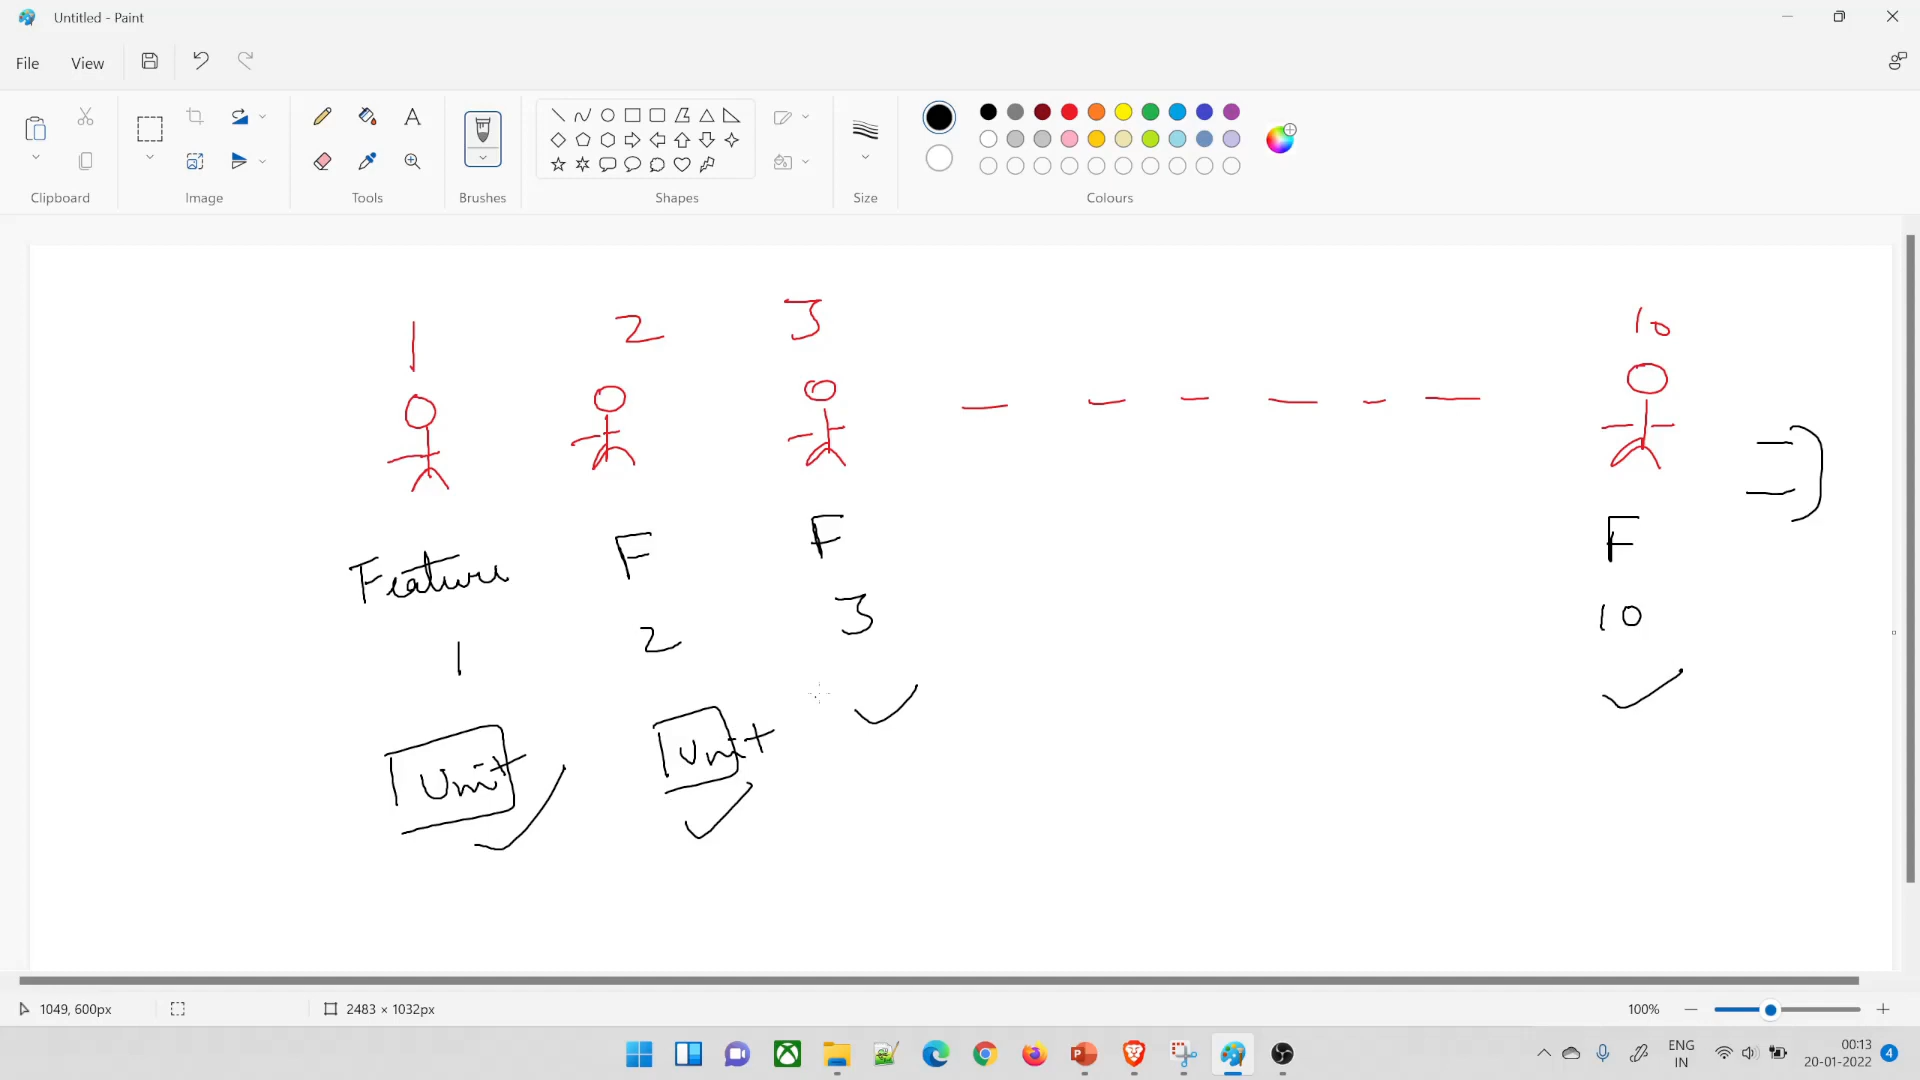 Untitled - Paint
File View
Clipboard Image Tools Brushes Shapes Size Colours
1 2 3 10
Feature F F F
1 2 3 10
Unit Unit
1049, 600px 2483 × 1032px 100%
ENG
IN
00:13
20-01-2022
4